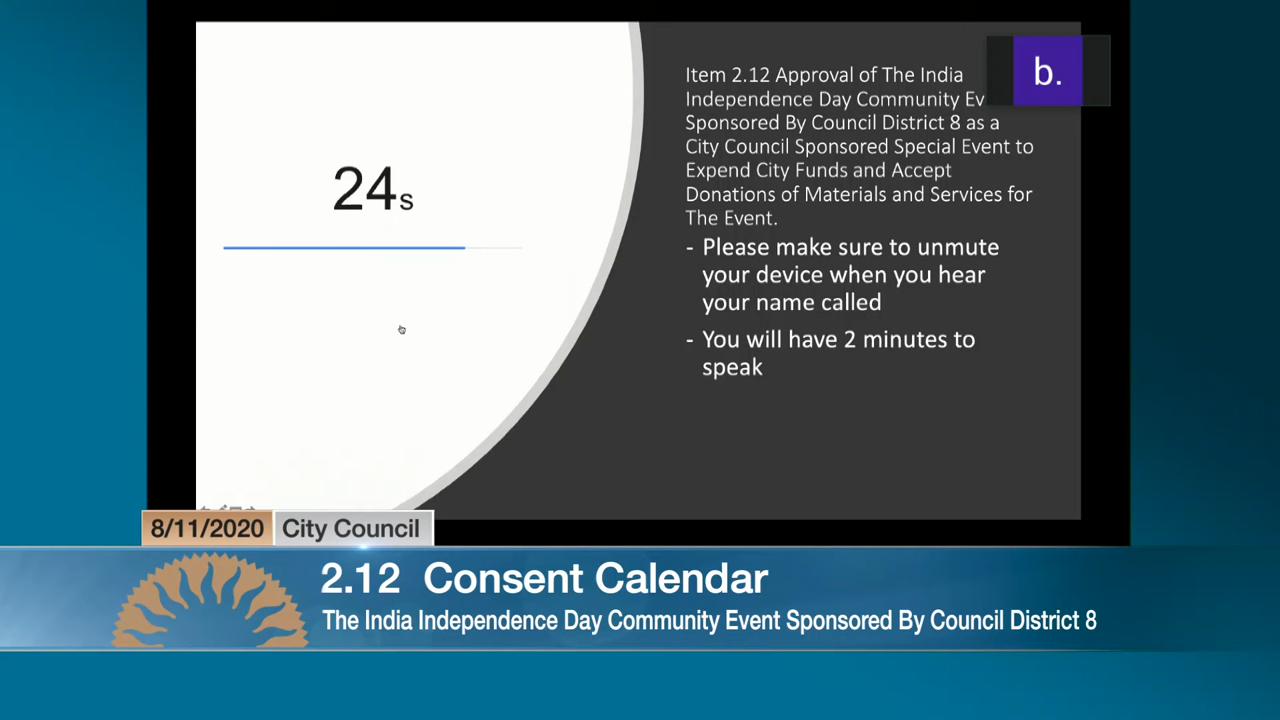 24s
Item 2.12 Approval of The India
Independence Day Community Ev
Sponsored By Council District 8 as a
City Council Sponsored Special Event to
Expend City Funds and Accept
Donations of Materials and Services for
The Event.
- Please make sure to unmute
your device when you hear
your name called
- You will have 2 minutes to
speak
b.
8/11/2020 City Council
2.12 Consent Calendar
The India Independence Day Community Event Sponsored By Council District 8